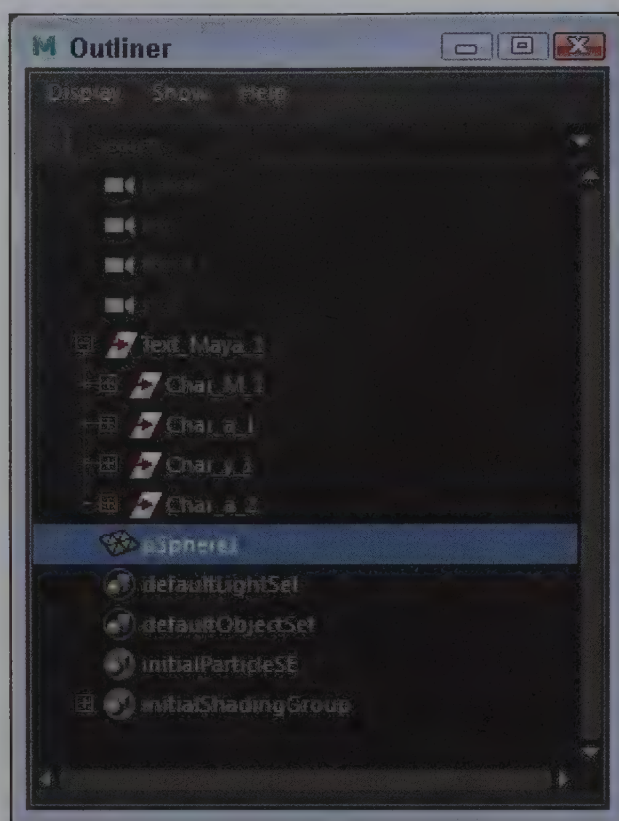 Outliner
Display Show Help
Text_Maya_1
Char_M_1
Char_a_1
Char_y_1
Char_a_2
pSphere1
defaultLightSet
defaultObjectSet
initialParticleSE
initialShadingGroup